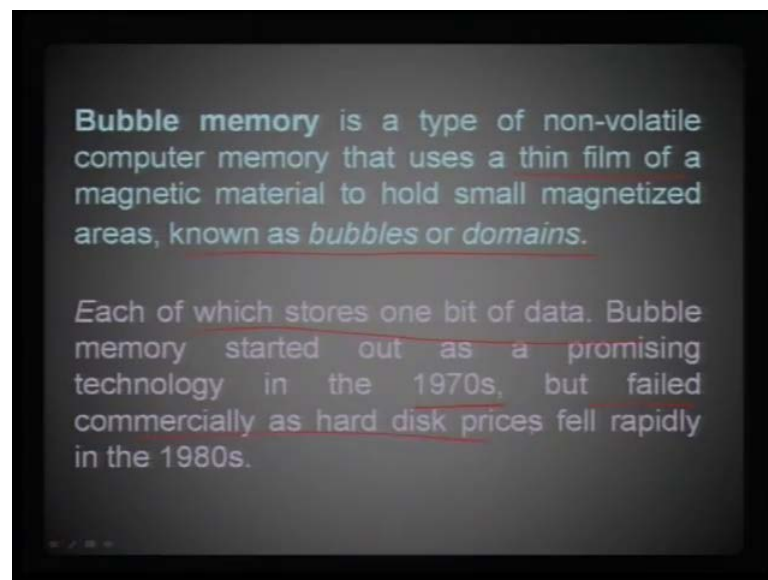 Bubble memory is a type of non-volatile
computer memory that uses a thin film of a
magnetic material to hold small magnetized
areas, known as bubbles or domains.
Each of which stores one bit of data. Bubble
memory started out as a promising
technology in the 1970s, but failed
commercially as hard disk prices fell rapidly
in the 1980s.